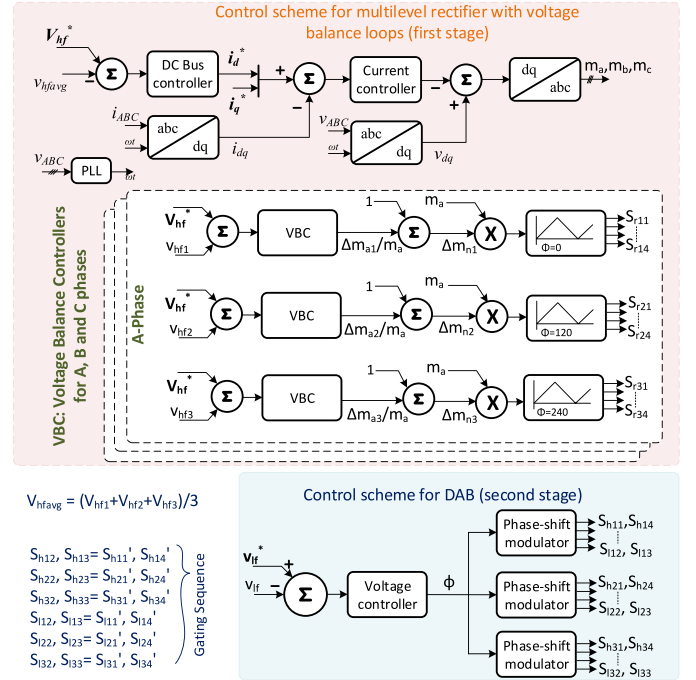 Control scheme for multilevel rectifier with voltage
balance loops (first stage)
V_hf*
v_hfavg
Σ
DC Bus
controller
i_d*
i_q*
+
−
Σ
Current
controller
−
+
Σ
dq
abc
m_a,m_b,m_c
i_ABC
ωt
abc
dq
i_dq
v_ABC
ωt
abc
dq
v_dq
v_ABC
PLL
ωt
VBC: Voltage Balance Controllers
for A, B and C phases
A-Phase
V_hf*
v_hf1
Σ
VBC
Δm_a1/m_a
1
Σ
Δm_n1
m_a
X
Φ=0
S_r11
S_r14
V_hf*
v_hf2
Σ
VBC
Δm_a2/m_a
1
Σ
Δm_n2
m_a
X
Φ=120
S_r21
S_r24
V_hf*
v_hf3
Σ
VBC
Δm_a3/m_a
1
Σ
Δm_n3
m_a
X
Φ=240
S_r31
S_r34
V_hfavg = (V_hf1+V_hf2+V_hf3)/3
S_h12, S_h13= S_h11', S_h14'
S_h22, S_h23= S_h21', S_h24'
S_h32, S_h33= S_h31', S_h34'
S_l12, S_l13= S_l11', S_l14'
S_l22, S_l23= S_l21', S_l24'
S_l32, S_l33= S_l31', S_l34'
Gating Sequence
Control scheme for DAB (second stage)
v_lf*
+
v_lf
−
Σ
Voltage
controller
ϕ
Phase-shift
modulator
S_h11,S_h14
S_l12, S_l13
Phase-shift
modulator
S_h21,S_h24
S_l22, S_l23
Phase-shift
modulator
S_h31,S_h34
S_l32, S_l33